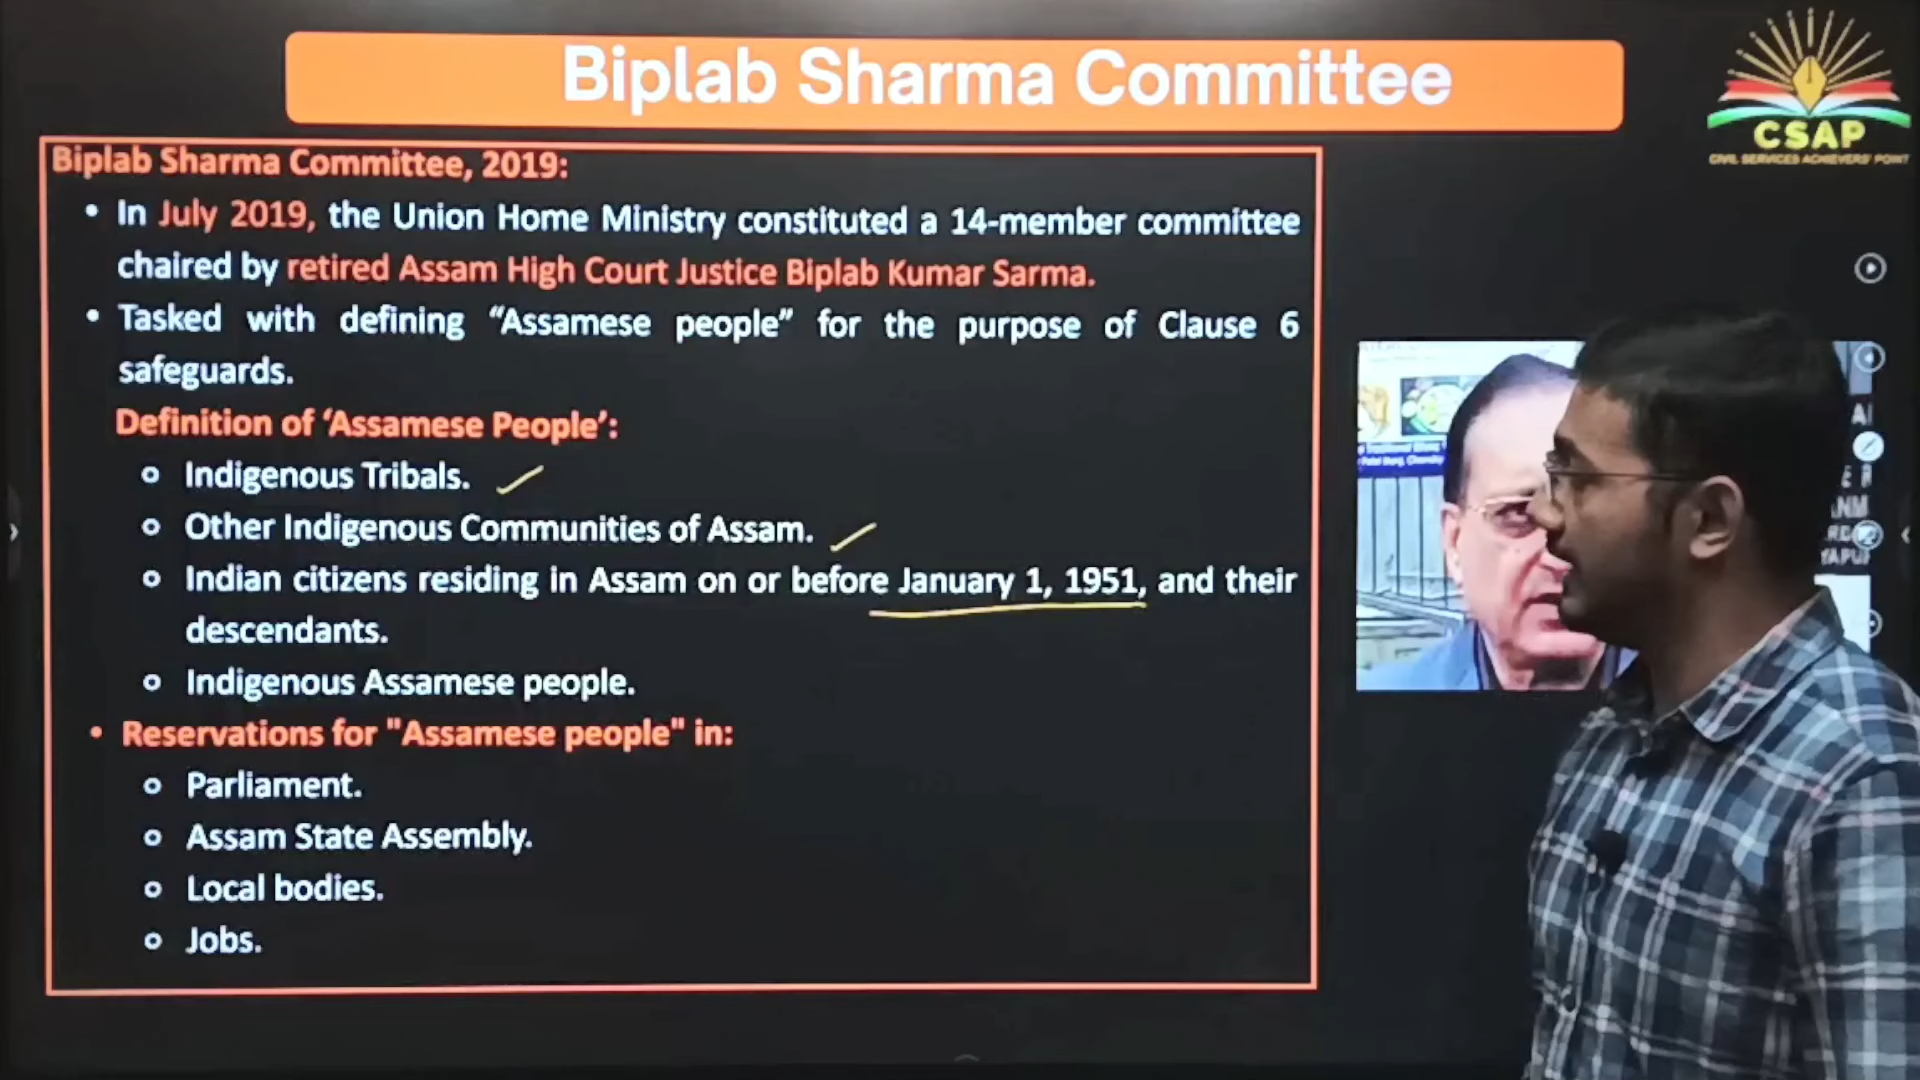 Biplab Sharma Committee
CSAP
CIVIL SERVICES ACHIEVERS' POINT
Biplab Sharma Committee, 2019:
• In July 2019, the Union Home Ministry constituted a 14-member committee
chaired by retired Assam High Court Justice Biplab Kumar Sarma.
• Tasked with defining “Assamese people” for the purpose of Clause 6
safeguards.
Definition of ‘Assamese People’:
o Indigenous Tribals.
o Other Indigenous Communities of Assam.
o Indian citizens residing in Assam on or before January 1, 1951, and their
descendants.
o Indigenous Assamese people.
• Reservations for "Assamese people" in:
o Parliament.
o Assam State Assembly.
o Local bodies.
o Jobs.